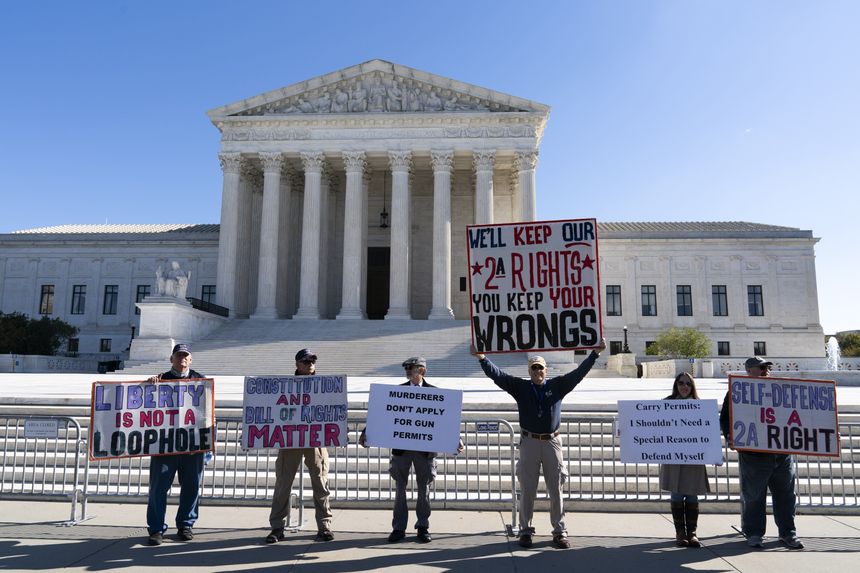 WE'LL KEEP OUR
2A RIGHTS
YOU KEEP YOUR
WRONGS
LIBERTY
IS NOT A
LOOPHOLE
CONSTITUTION
AND
BILL OF RIGHTS
MATTER
MURDERERS
DON'T APPLY
FOR GUN
PERMITS
Carry Permits:
I Shouldn't Need a
Special Reason to
Defend Myself
SELF-DEFENSE
IS A
2A RIGHT
AREA CLOSED